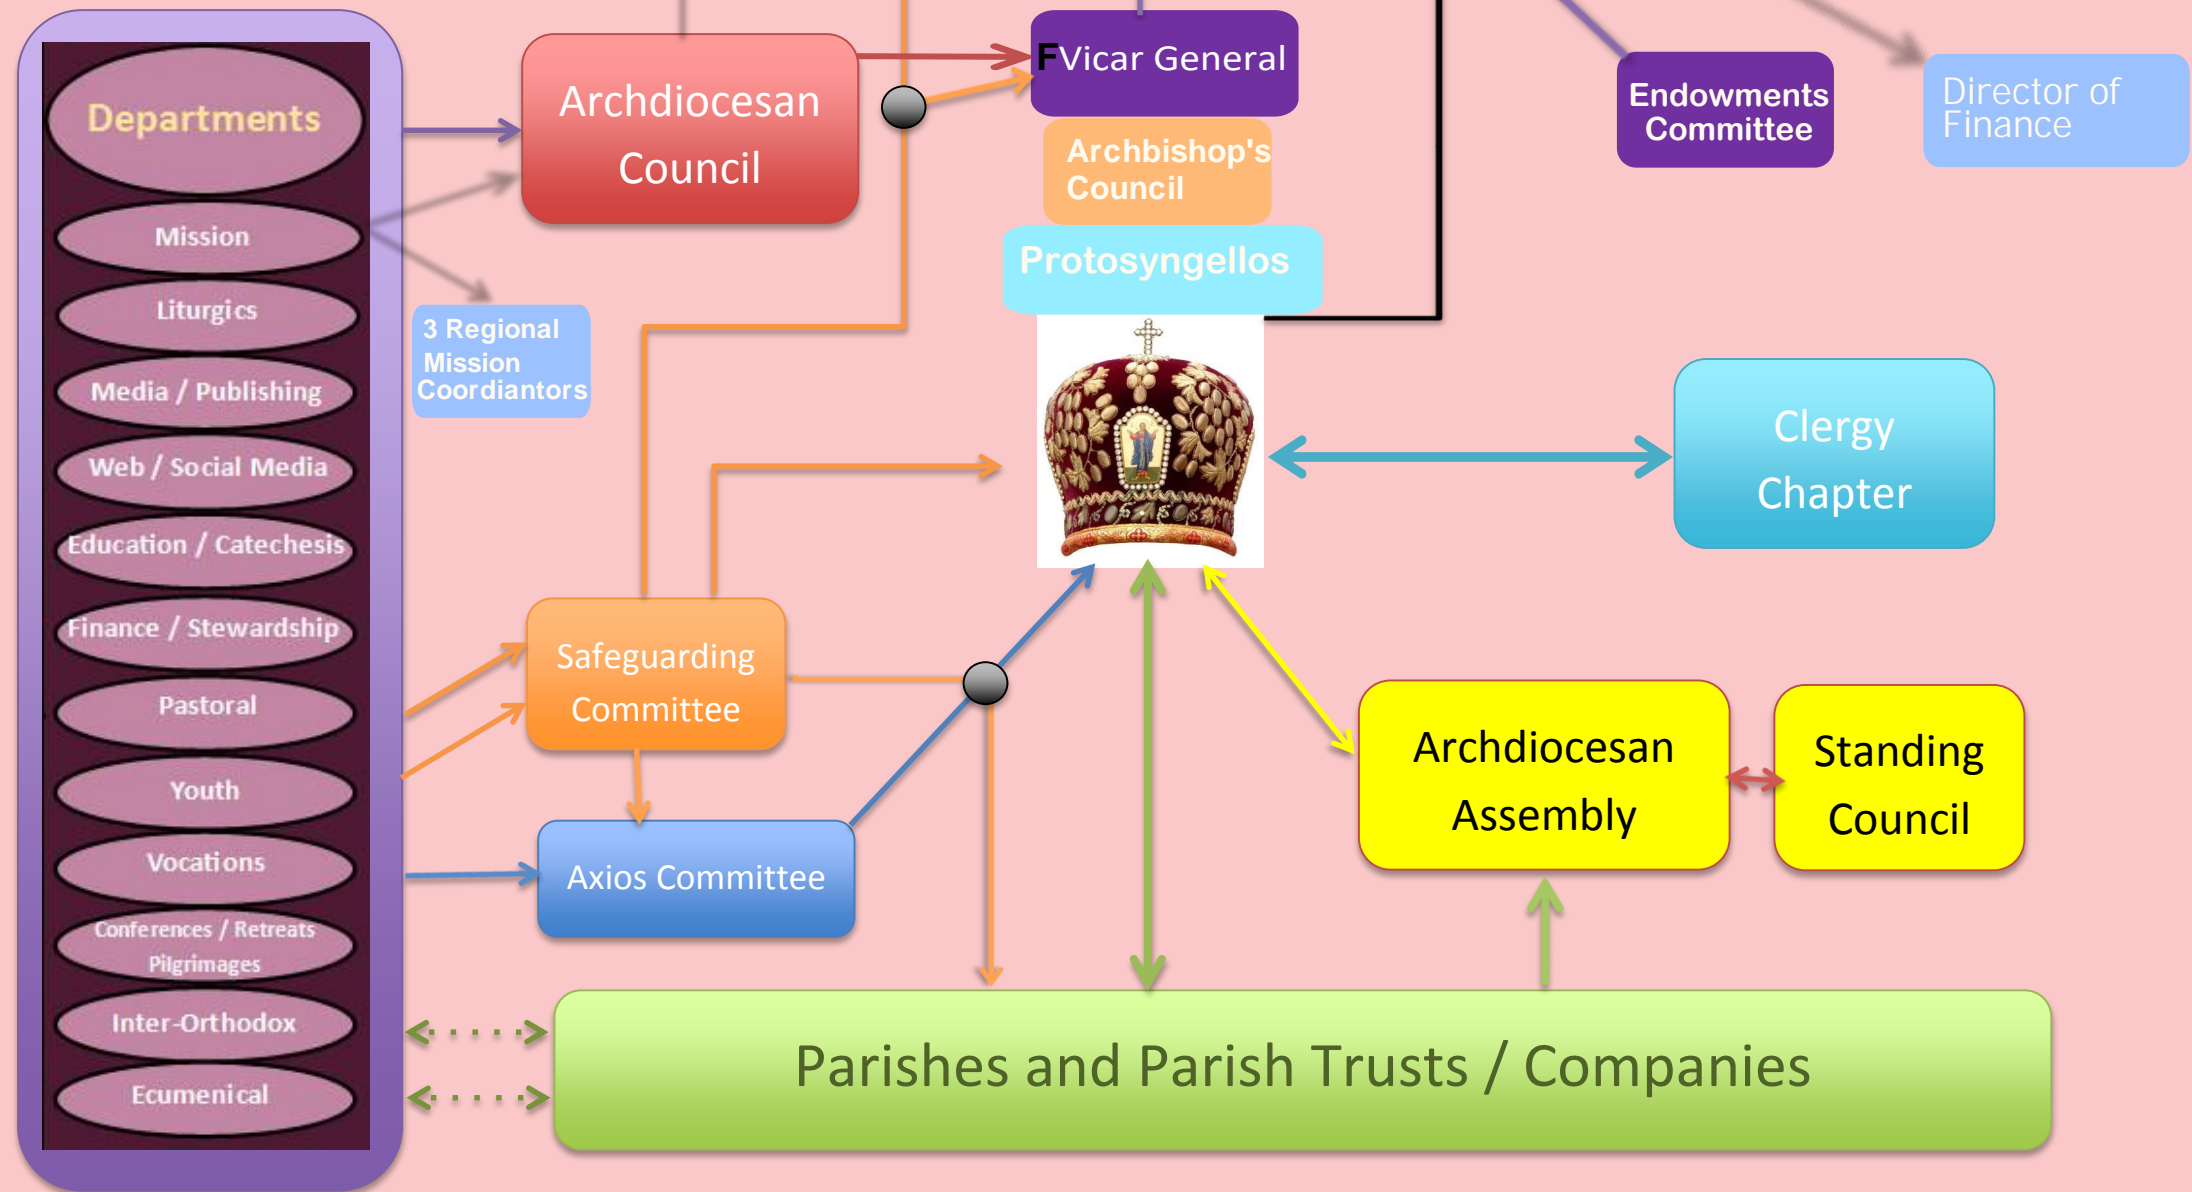 Departments
Mission
Liturgics
Media / Publishing
Web / Social Media
Education / Catechesis
Finance / Stewardship
Pastoral
Youth
Vocations
Conferences / Retreats
Pilgrimages
Inter-Orthodox
Ecumenical
Archdiocesan
Council
3 Regional
Mission
Coordiantors
FVicar General
Archbishop's
Council
Protosyngellos
Endowments
Committee
Director of
Finance
Clergy
Chapter
Safeguarding
Committee
Axios Committee
Archdiocesan
Assembly
Standing
Council
Parishes and Parish Trusts / Companies